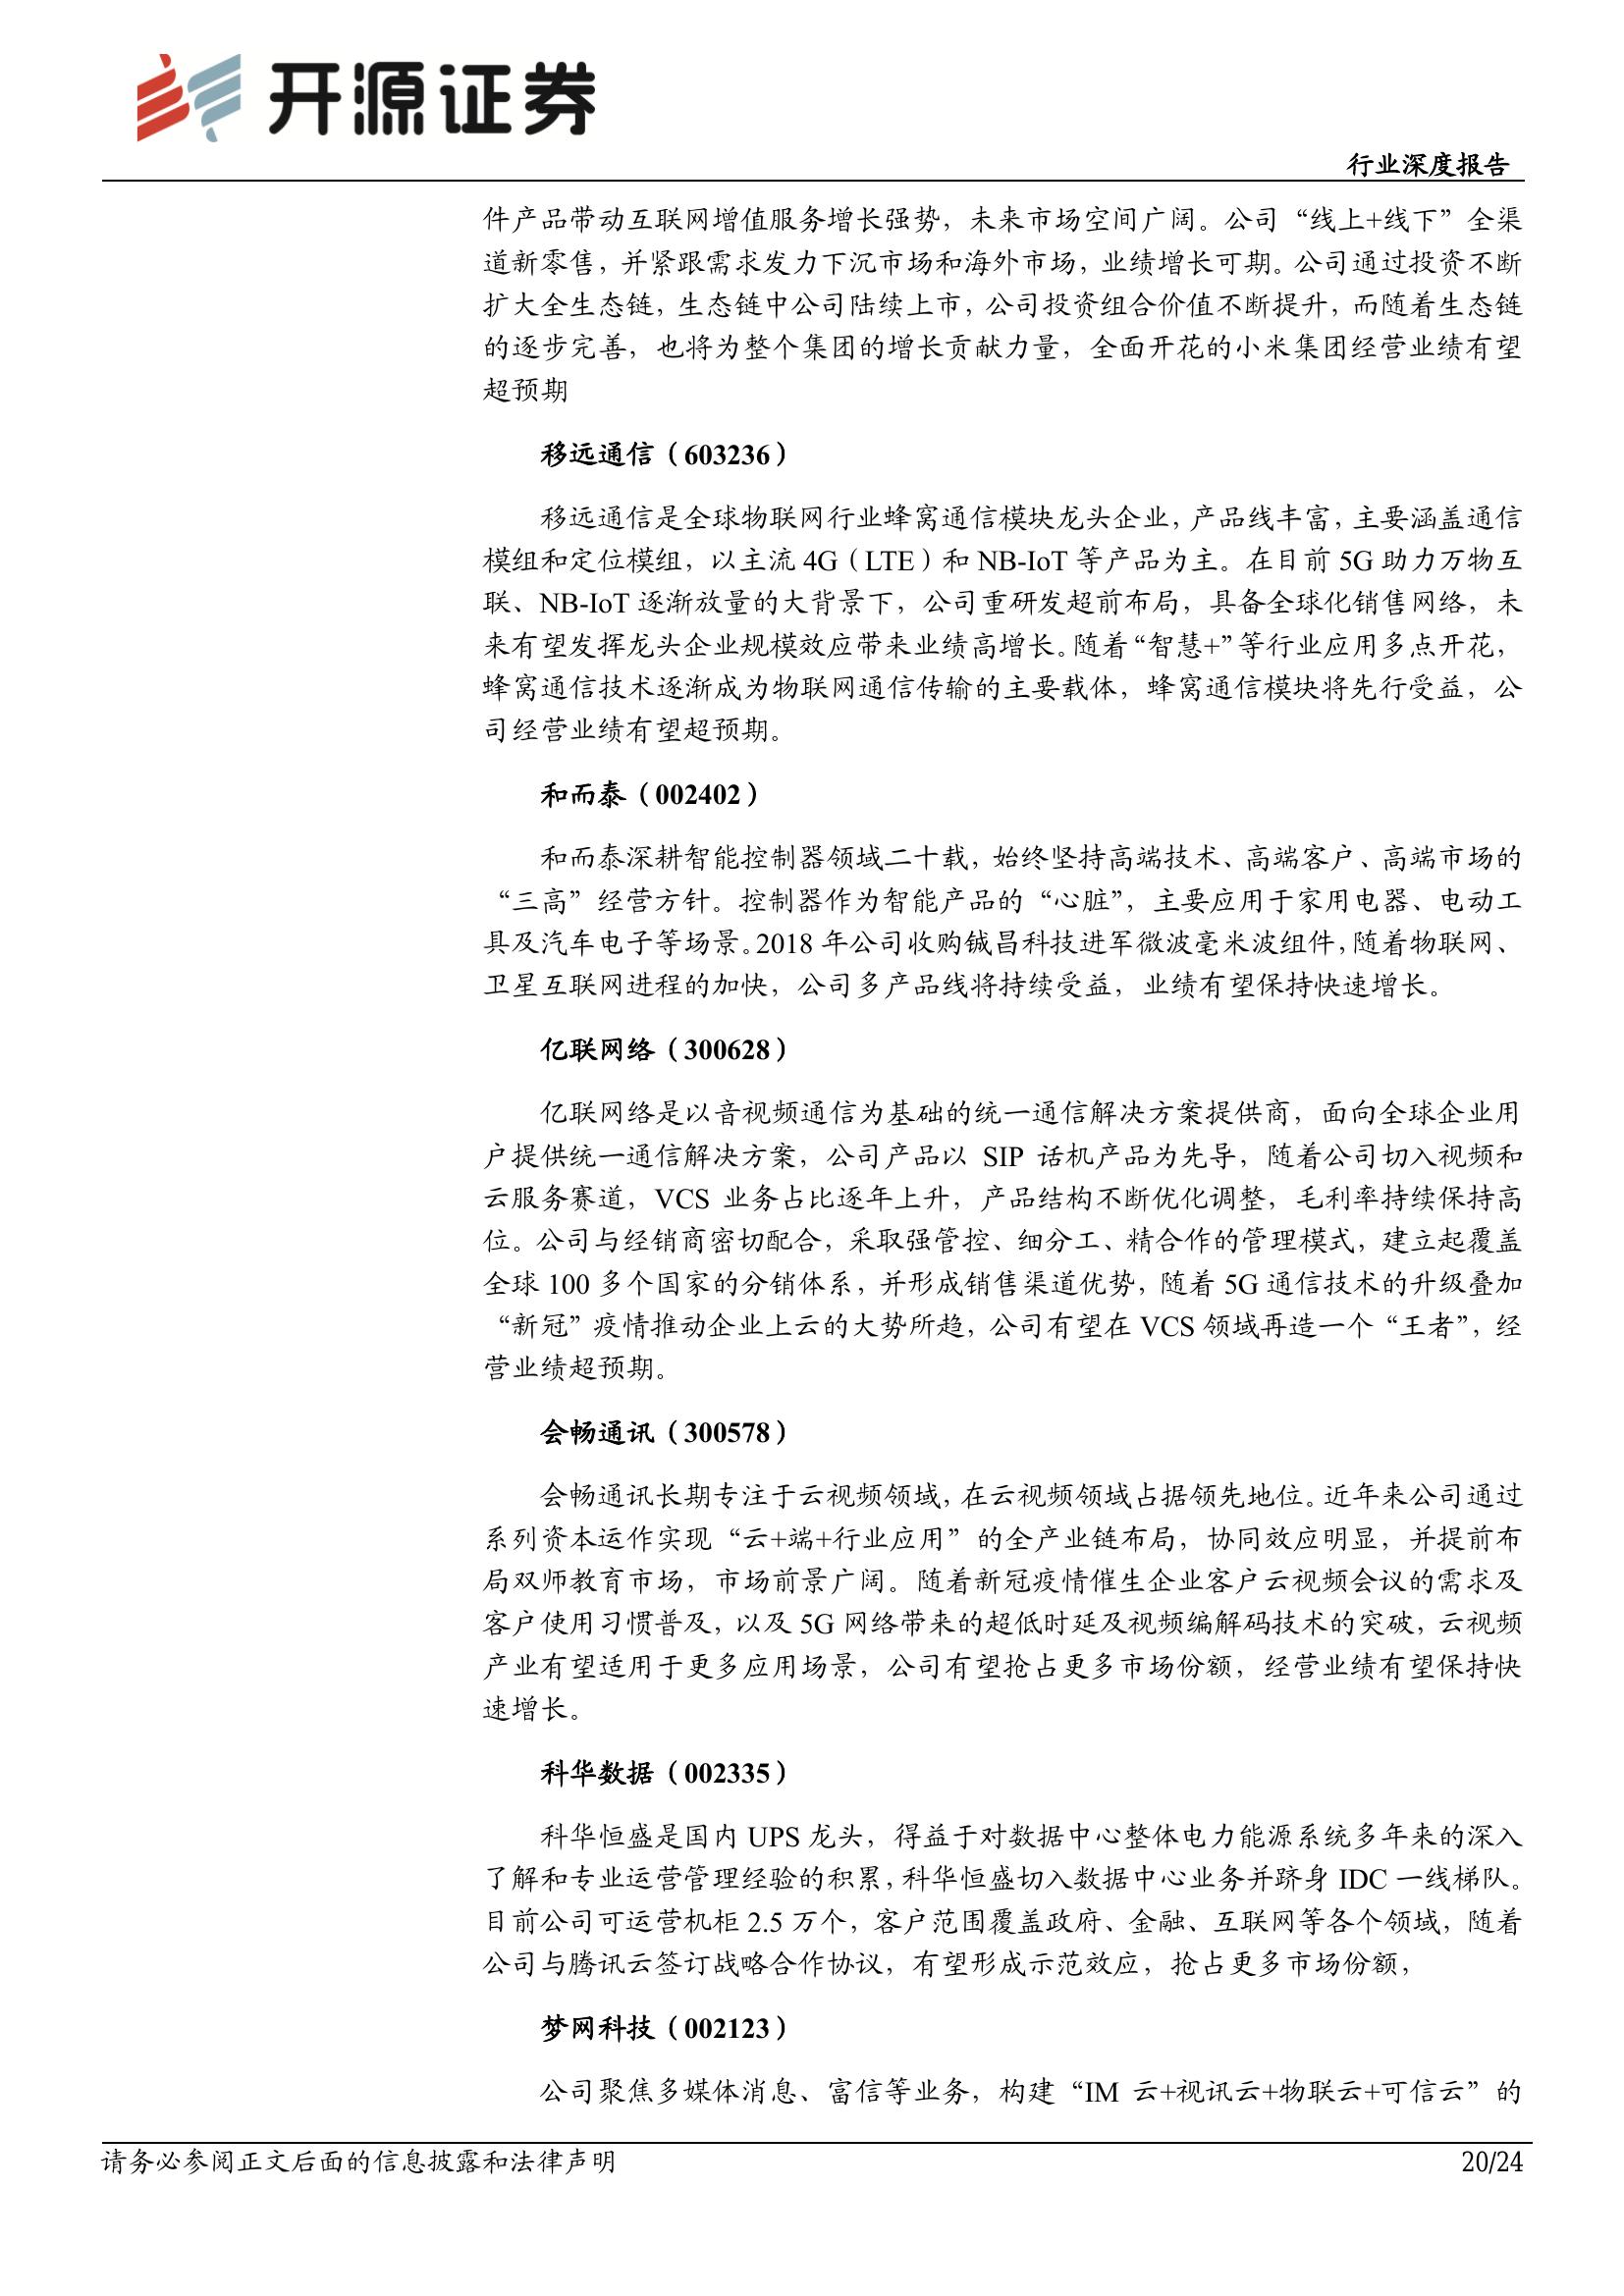 开源证券
行业深度报告
件产品带动互联网增值服务增长强势，未来市场空间广阔。公司“线上+线下”全渠
道新零售，并紧跟需求发力下沉市场和海外市场，业绩增长可期。公司通过投资不断
扩大全生态链，生态链中公司陆续上市，公司投资组合价值不断提升，而随着生态链
的逐步完善，也将为整个集团的增长贡献力量，全面开花的小米集团经营业绩有望
超预期
移远通信（603236）
移远通信是全球物联网行业蜂窝通信模块龙头企业，产品线丰富，主要涵盖通信
模组和定位模组，以主流 4G（LTE）和 NB-IoT 等产品为主。在目前 5G 助力万物互
联、NB-IoT 逐渐放量的大背景下，公司重研发超前布局，具备全球化销售网络，未
来有望发挥龙头企业规模效应带来业绩高增长。随着“智慧+”等行业应用多点开花，
蜂窝通信技术逐渐成为物联网通信传输的主要载体，蜂窝通信模块将先行受益，公
司经营业绩有望超预期。
和而泰（002402）
和而泰深耕智能控制器领域二十载，始终坚持高端技术、高端客户、高端市场的
“三高”经营方针。控制器作为智能产品的“心脏”，主要应用于家用电器、电动工
具及汽车电子等场景。2018 年公司收购铖昌科技进军微波毫米波组件，随着物联网、
卫星互联网进程的加快，公司多产品线将持续受益，业绩有望保持快速增长。
亿联网络（300628）
亿联网络是以音视频通信为基础的统一通信解决方案提供商，面向全球企业用
户提供统一通信解决方案，公司产品以 SIP 话机产品为先导，随着公司切入视频和
云服务赛道，VCS 业务占比逐年上升，产品结构不断优化调整，毛利率持续保持高
位。公司与经销商密切配合，采取强管控、细分工、精合作的管理模式，建立起覆盖
全球 100 多个国家的分销体系，并形成销售渠道优势，随着 5G 通信技术的升级叠加
“新冠”疫情推动企业上云的大势所趋，公司有望在 VCS 领域再造一个“王者”，经
营业绩超预期。
会畅通讯（300578）
会畅通讯长期专注于云视频领域，在云视频领域占据领先地位。近年来公司通过
系列资本运作实现“云+端+行业应用”的全产业链布局，协同效应明显，并提前布
局双师教育市场，市场前景广阔。随着新冠疫情催生企业客户云视频会议的需求及
客户使用习惯普及，以及 5G 网络带来的超低时延及视频编解码技术的突破，云视频
产业有望适用于更多应用场景，公司有望抢占更多市场份额，经营业绩有望保持快
速增长。
科华数据（002335）
科华恒盛是国内 UPS 龙头，得益于对数据中心整体电力能源系统多年来的深入
了解和专业运营管理经验的积累，科华恒盛切入数据中心业务并跻身 IDC 一线梯队。
目前公司可运营机柜 2.5 万个，客户范围覆盖政府、金融、互联网等各个领域，随着
公司与腾讯云签订战略合作协议，有望形成示范效应，抢占更多市场份额，
梦网科技（002123）
公司聚焦多媒体消息、富信等业务，构建“IM 云+视讯云+物联云+可信云”的
请务必参阅正文后面的信息披露和法律声明
20/24